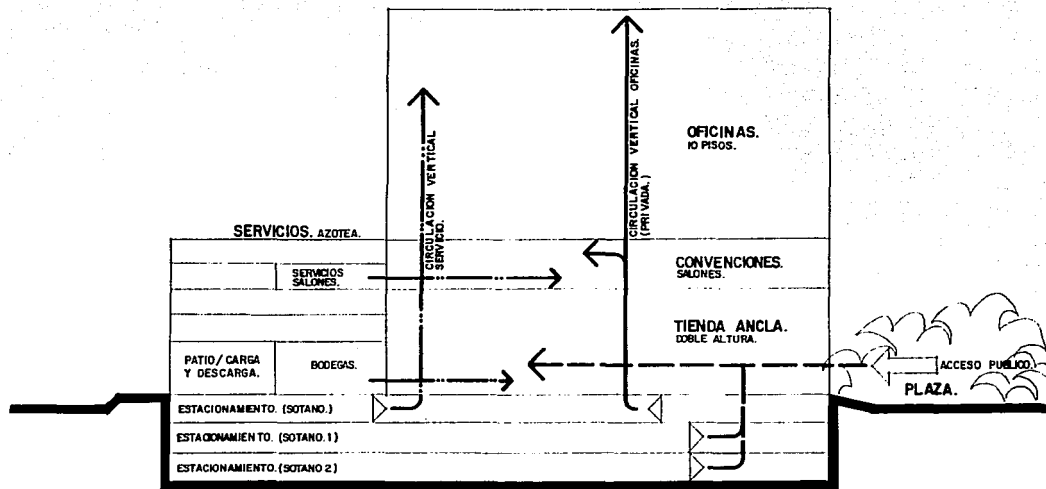 OFICINAS.
10 PISOS.
CIRCULACION VERTICAL OFICINAS.
(PRIVADA.)
CIRCULACION VERTICAL
SERVICIO.
SERVICIOS. AZOTEA.
SERVICIOS
SALONES.
CONVENCIONES.
SALONES.
TIENDA ANCLA.
DOBLE ALTURA.
PATIO/CARGA
Y DESCARGA.
BODEGAS.
ACCESO PUBLICO.
PLAZA.
ESTACIONAMIENTO. (SOTANO.)
ESTACIONAMIENTO. (SOTANO.1)
ESTACIONAMIENTO. (SOTANO 2)